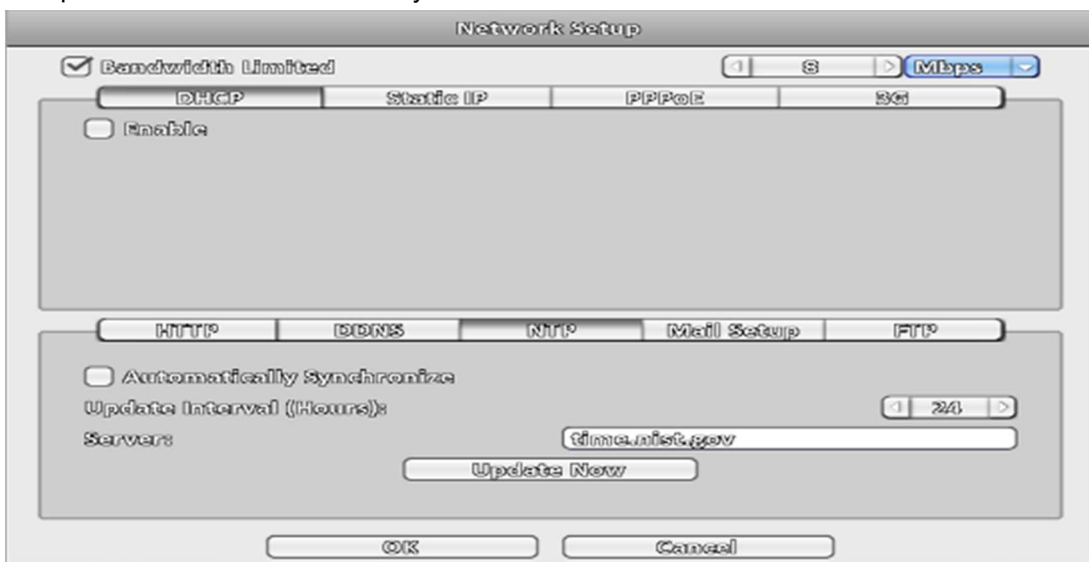 Network Setup
Bandwidth Limited 8 Mbps
DHCP Static IP PPPoE 3G
Enable
HTTP DDNS NTP Mail Setup FTP
Automatically Synchronize
Update Interval ((Hours)):
Server: time.nist.gov
Update Now
OK Cancel